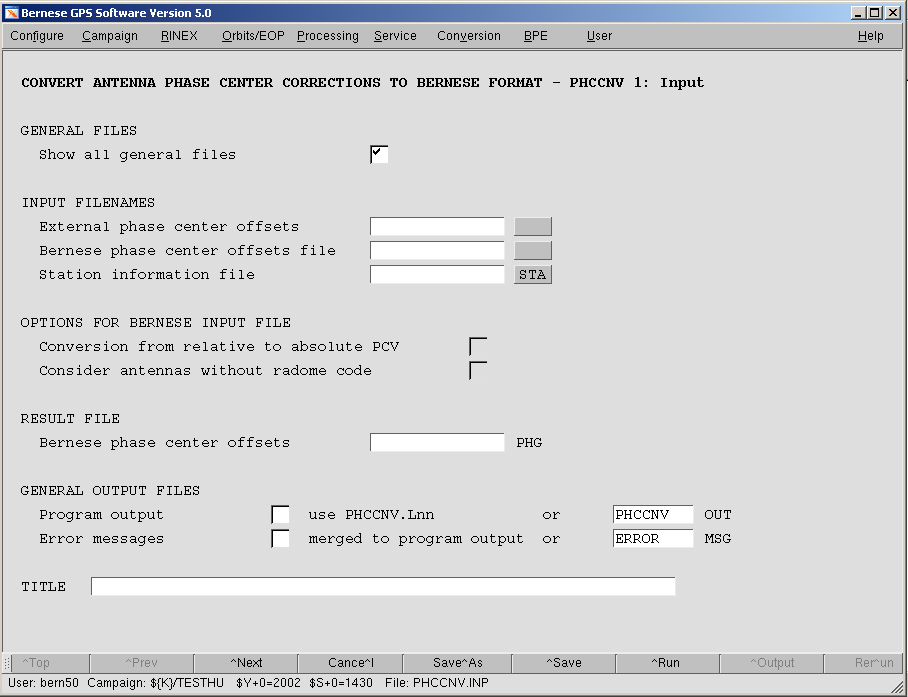 Bernese GPS Software Version 5.0
Configure Campaign RINEX Orbits/EOP Processing Service Conversion BPE User Help
CONVERT ANTENNA PHASE CENTER CORRECTIONS TO BERNESE FORMAT - PHCCNV 1: Input
GENERAL FILES
Show all general files
INPUT FILENAMES
External phase center offsets
Bernese phase center offsets file
Station information file STA
OPTIONS FOR BERNESE INPUT FILE
Conversion from relative to absolute PCV
Consider antennas without radome code
RESULT FILE
Bernese phase center offsets PHG
GENERAL OUTPUT FILES
Program output use PHCCNV.Lnn or PHCCNV OUT
Error messages merged to program output or ERROR MSG
TITLE
^Top ^Prev ^Next Cance^l Save^As ^Save ^Run ^Output Rer^un
User: bern50 Campaign: ${K}/TESTHU $Y+0=2002 $S+0=1430 File: PHCCNV.INP